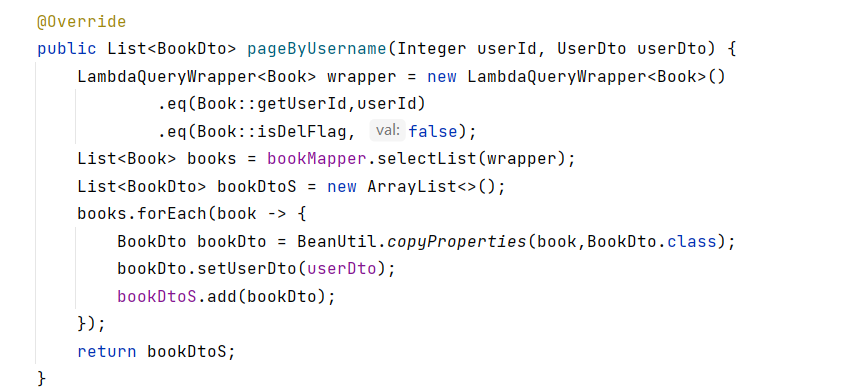 @Override
public List<BookDto> pageByUsername(Integer userId, UserDto userDto) {
    LambdaQueryWrapper<Book> wrapper = new LambdaQueryWrapper<Book>()
            .eq(Book::getUserId,userId)
            .eq(Book::isDelFlag, val: false);
    List<Book> books = bookMapper.selectList(wrapper);
    List<BookDto> bookDtoS = new ArrayList<>();
    books.forEach(book -> {
        BookDto bookDto = BeanUtil.copyProperties(book,BookDto.class);
        bookDto.setUserDto(userDto);
        bookDtoS.add(bookDto);
    });
    return bookDtoS;
}